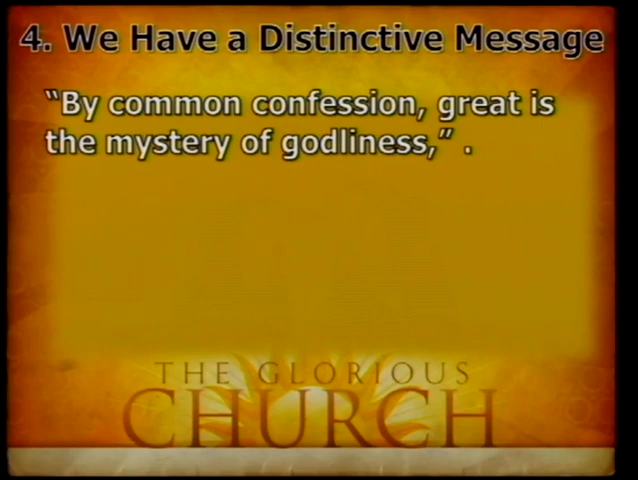 4. We Have a Distinctive Message
“By common confession, great is
the mystery of godliness,” .
THE GLORIOUS
CHURCH